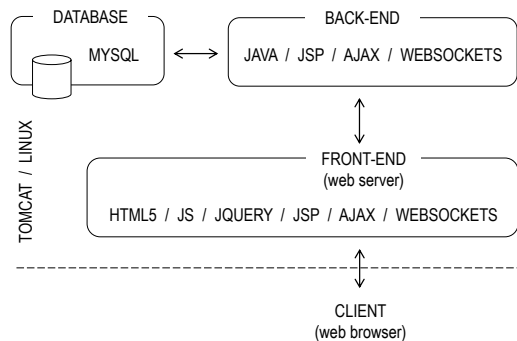 DATABASE
MYSQL
BACK-END
JAVA / JSP / AJAX / WEBSOCKETS
TOMCAT / LINUX
FRONT-END
(web server)
HTML5 / JS / JQUERY / JSP / AJAX / WEBSOCKETS
CLIENT
(web browser)